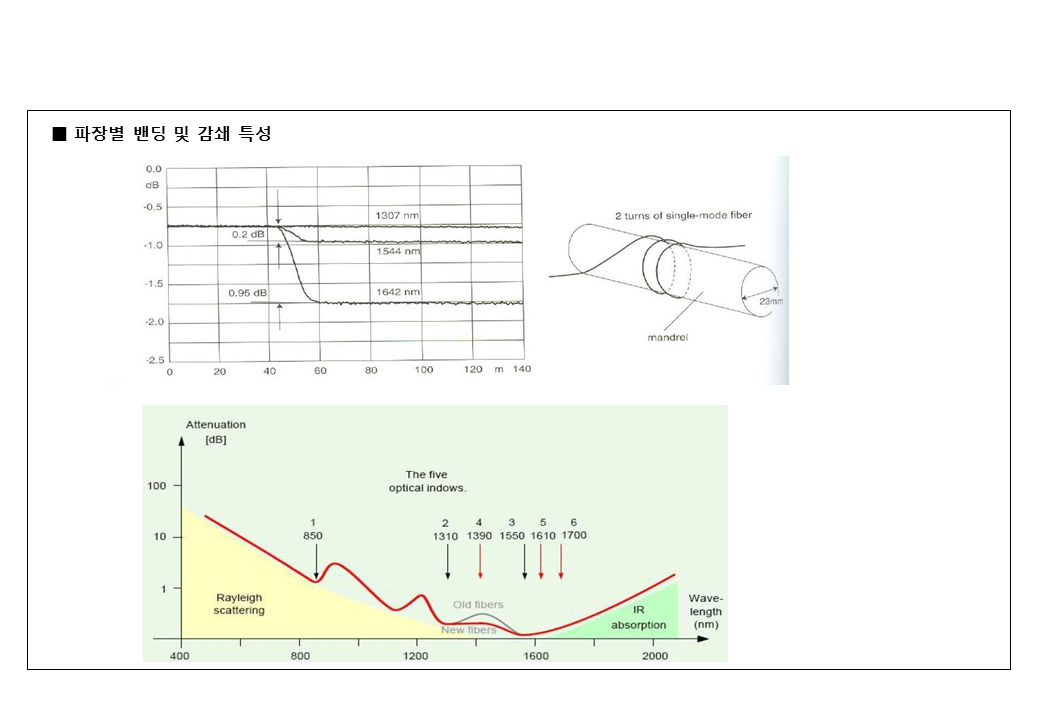 ■ 파장별 밴딩 및 감쇄 특성
0.0
dB
-0.5
-1.0
-1.5
-2.0
-2.5
1307 nm
0.2 dB
1544 nm
0.95 dB
1642 nm
0 20 40 60 80 100 120 m 140
2 turns of single-mode fiber
23mm
mandrel
Attenuation
[dB]
100
10
1
The five
optical indows.
1 2 4 3 5 6
850 1310 1390 1550 1610 1700
Rayleigh
scattering
Old fibers
New fibers
IR
absorption
Wave-
length
(nm)
400 800 1200 1600 2000